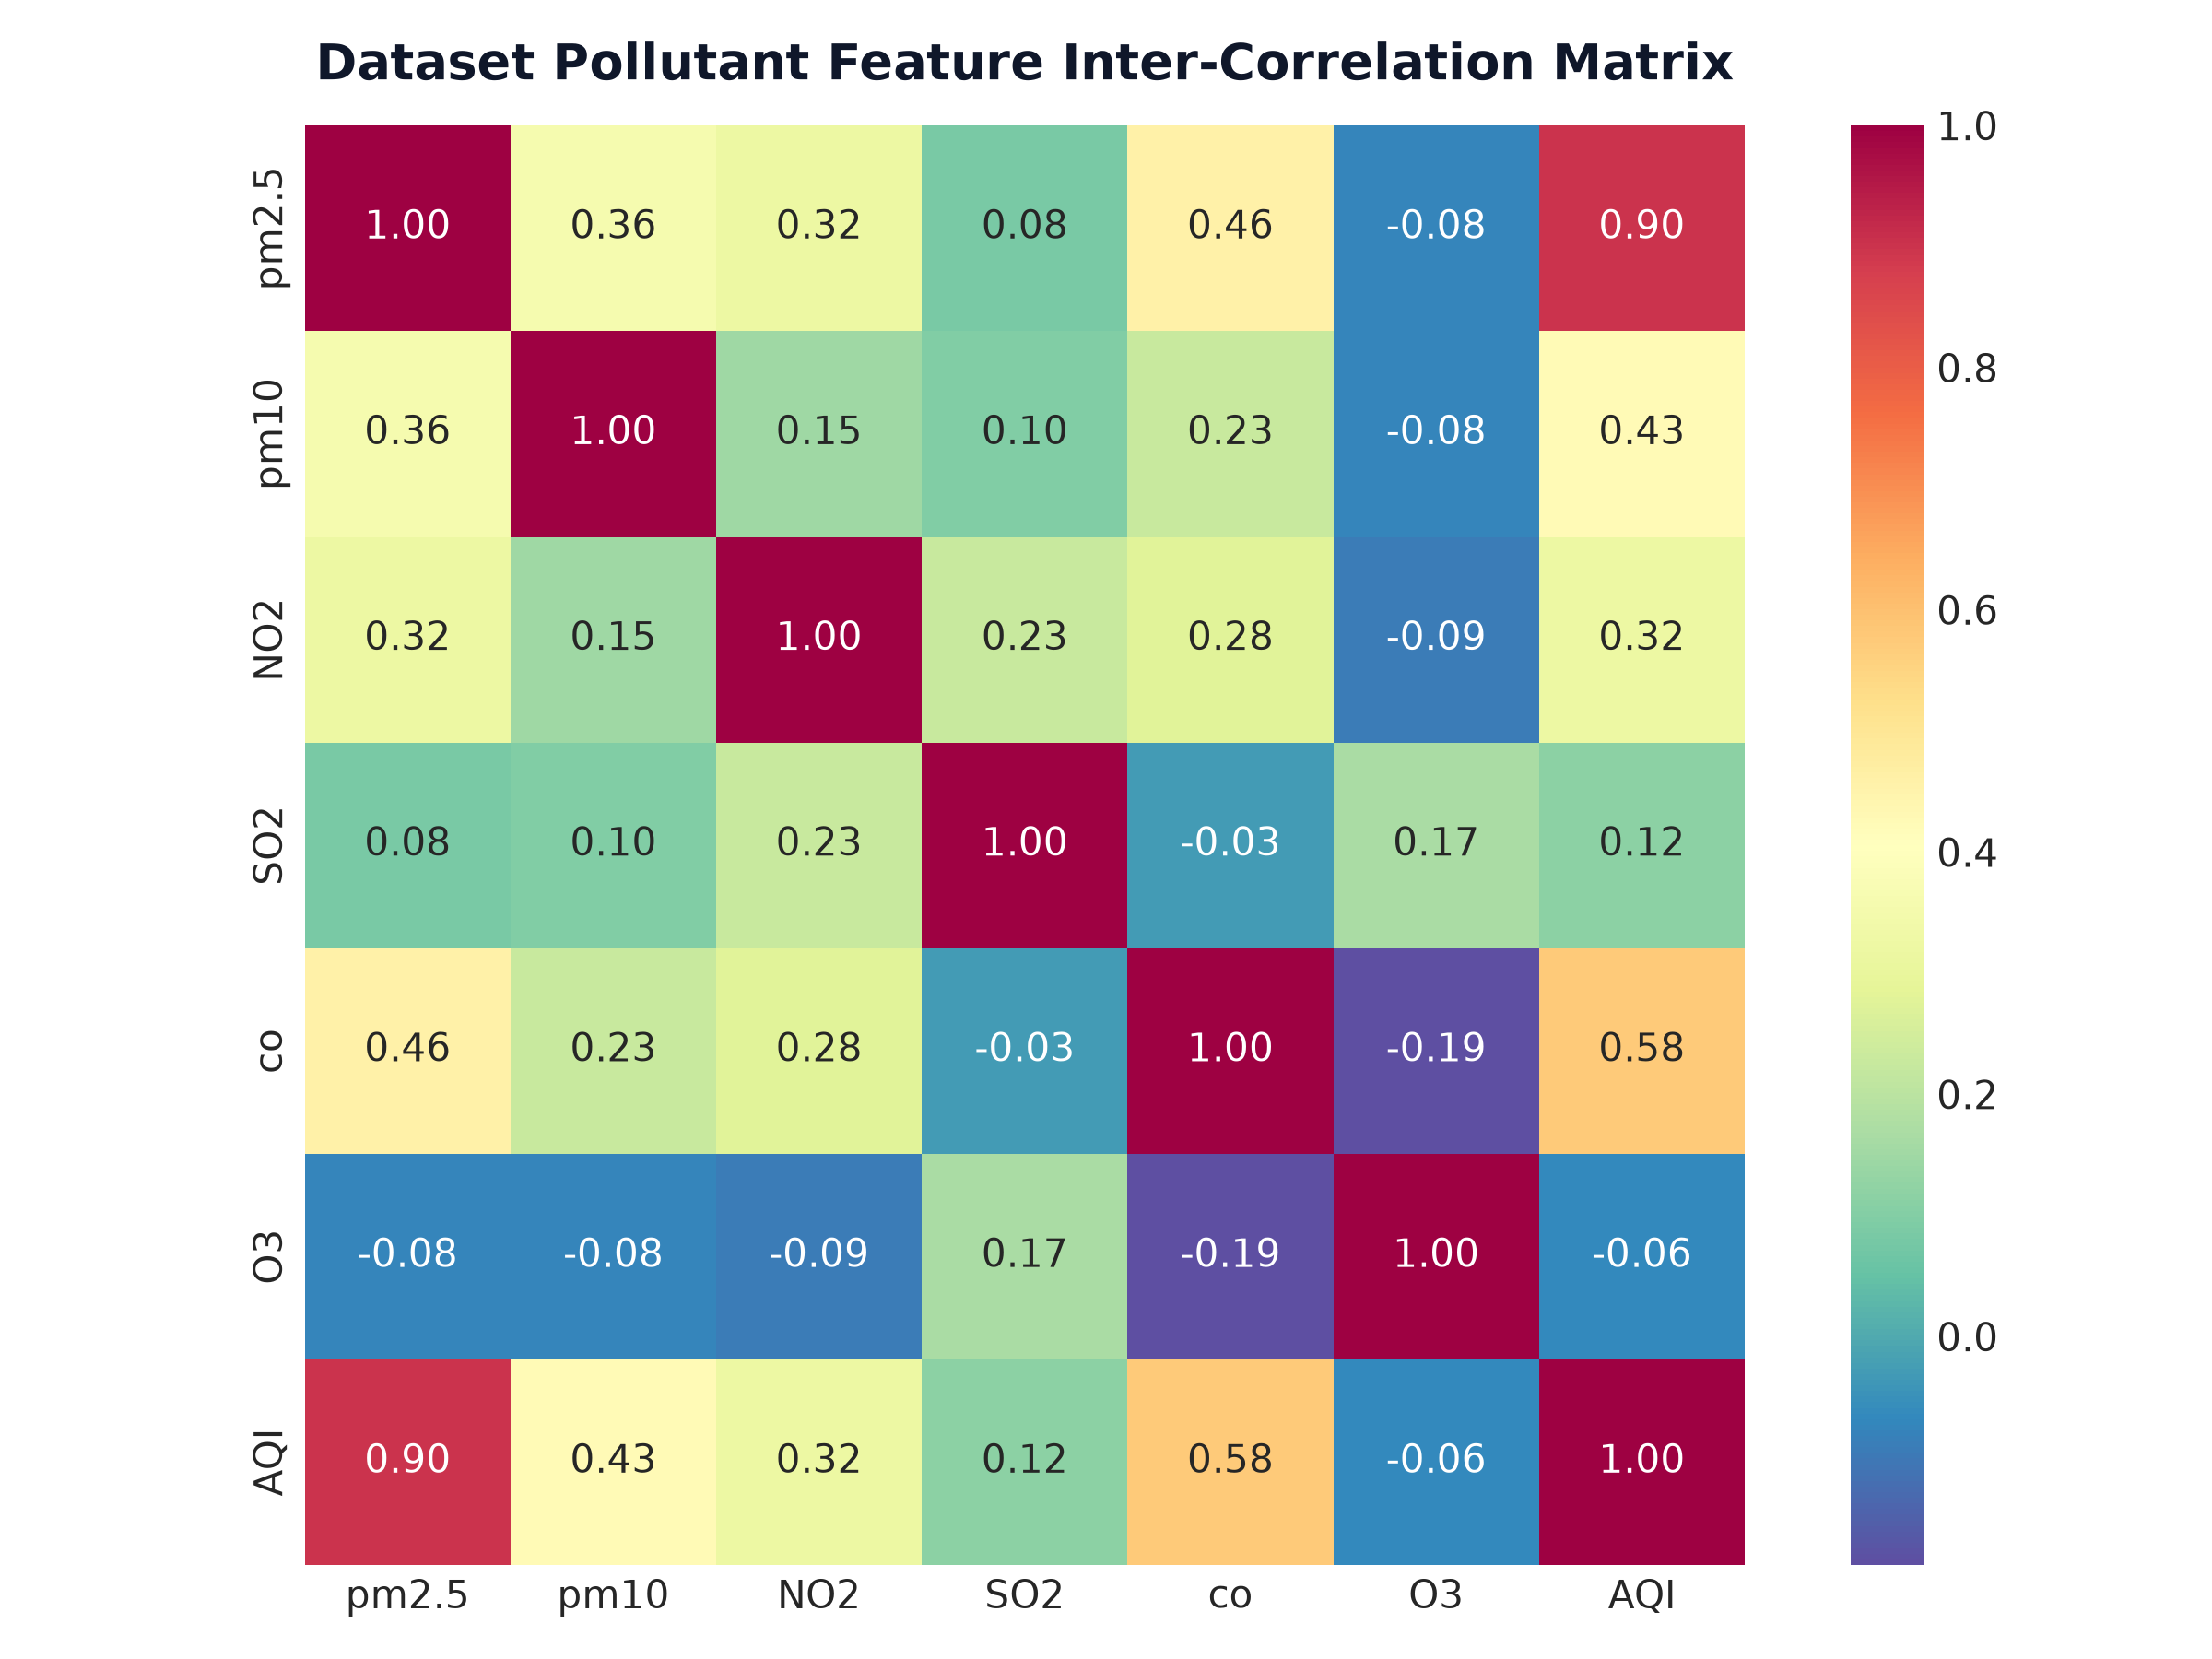 Dataset Pollutant Feature Inter-Correlation Matrix
pm2.5 1.00 0.36 0.32 0.08 0.46 -0.08 0.90
pm10 0.36 1.00 0.15 0.10 0.23 -0.08 0.43
NO2 0.32 0.15 1.00 0.23 0.28 -0.09 0.32
SO2 0.08 0.10 0.23 1.00 -0.03 0.17 0.12
co 0.46 0.23 0.28 -0.03 1.00 -0.19 0.58
O3 -0.08 -0.08 -0.09 0.17 -0.19 1.00 -0.06
AQI 0.90 0.43 0.32 0.12 0.58 -0.06 1.00
pm2.5 pm10 NO2 SO2 co O3 AQI
1.0
0.8
0.6
0.4
0.2
0.0